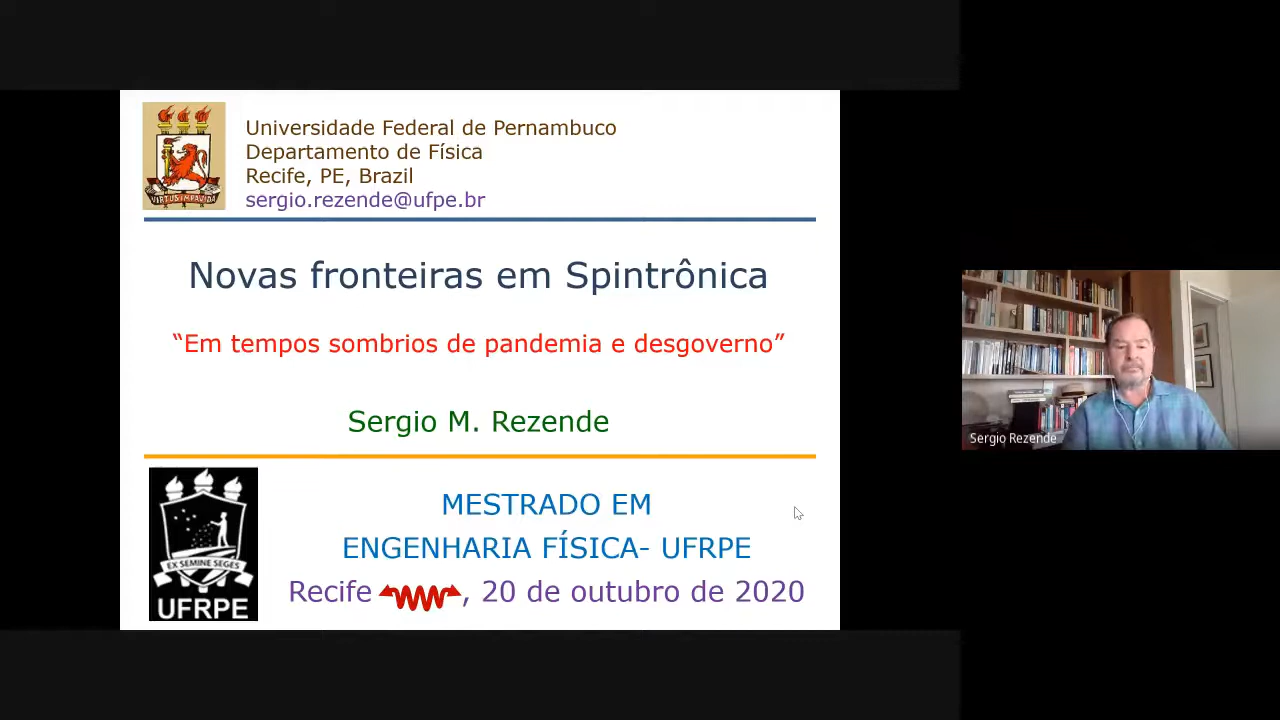 Universidade Federal de Pernambuco
Departamento de Física
Recife, PE, Brazil
sergio.rezende@ufpe.br
VIRTUS IMPAVIDA
Novas fronteiras em Spintrônica
“Em tempos sombrios de pandemia e desgoverno”
Sergio M. Rezende
MESTRADO EM
ENGENHARIA FÍSICA- UFRPE
Recife , 20 de outubro de 2020
EX SEMINE SEGES
UFRPE
Sergio Rezende